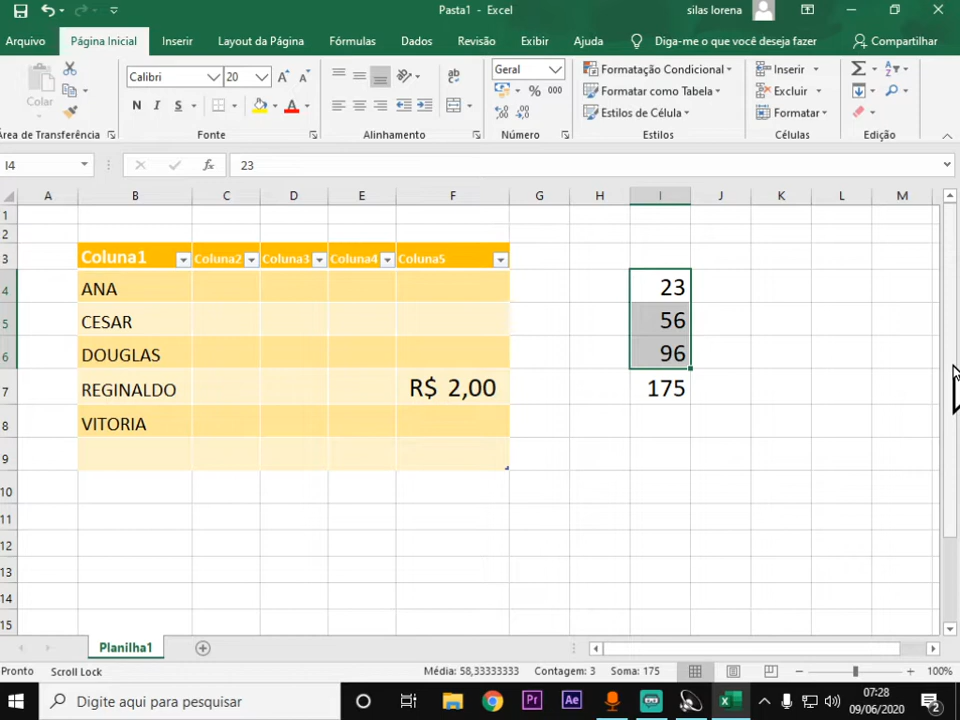 Pasta1 - Excel
silas lorena
Arquivo Página Inicial Inserir Layout da Página Fórmulas Dados Revisão Exibir Ajuda Diga-me o que você deseja fazer Compartilhar
Colar
Calibri 20
N I S A
Geral
% 000
Formatação Condicional
Formatar como Tabela
Estilos de Célula
Inserir
Excluir
Formatar
Área de Transferência Fonte Alinhamento Número Estilos Células Edição
I4 fx 23
A B C D E F G H I J K L M
1
2
3 Coluna1 Coluna2 Coluna3 Coluna4 Coluna5
4 ANA 23
5 CESAR 56
6 DOUGLAS 96
7 REGINALDO R$ 2,00 175
8 VITORIA
9
10
11
12
13
14
15
Planilha1
Pronto Scroll Lock Média: 58,33333333 Contagem: 3 Soma: 175 100%
Digite aqui para pesquisar
Pr Ae
07:28
09/06/2020
2